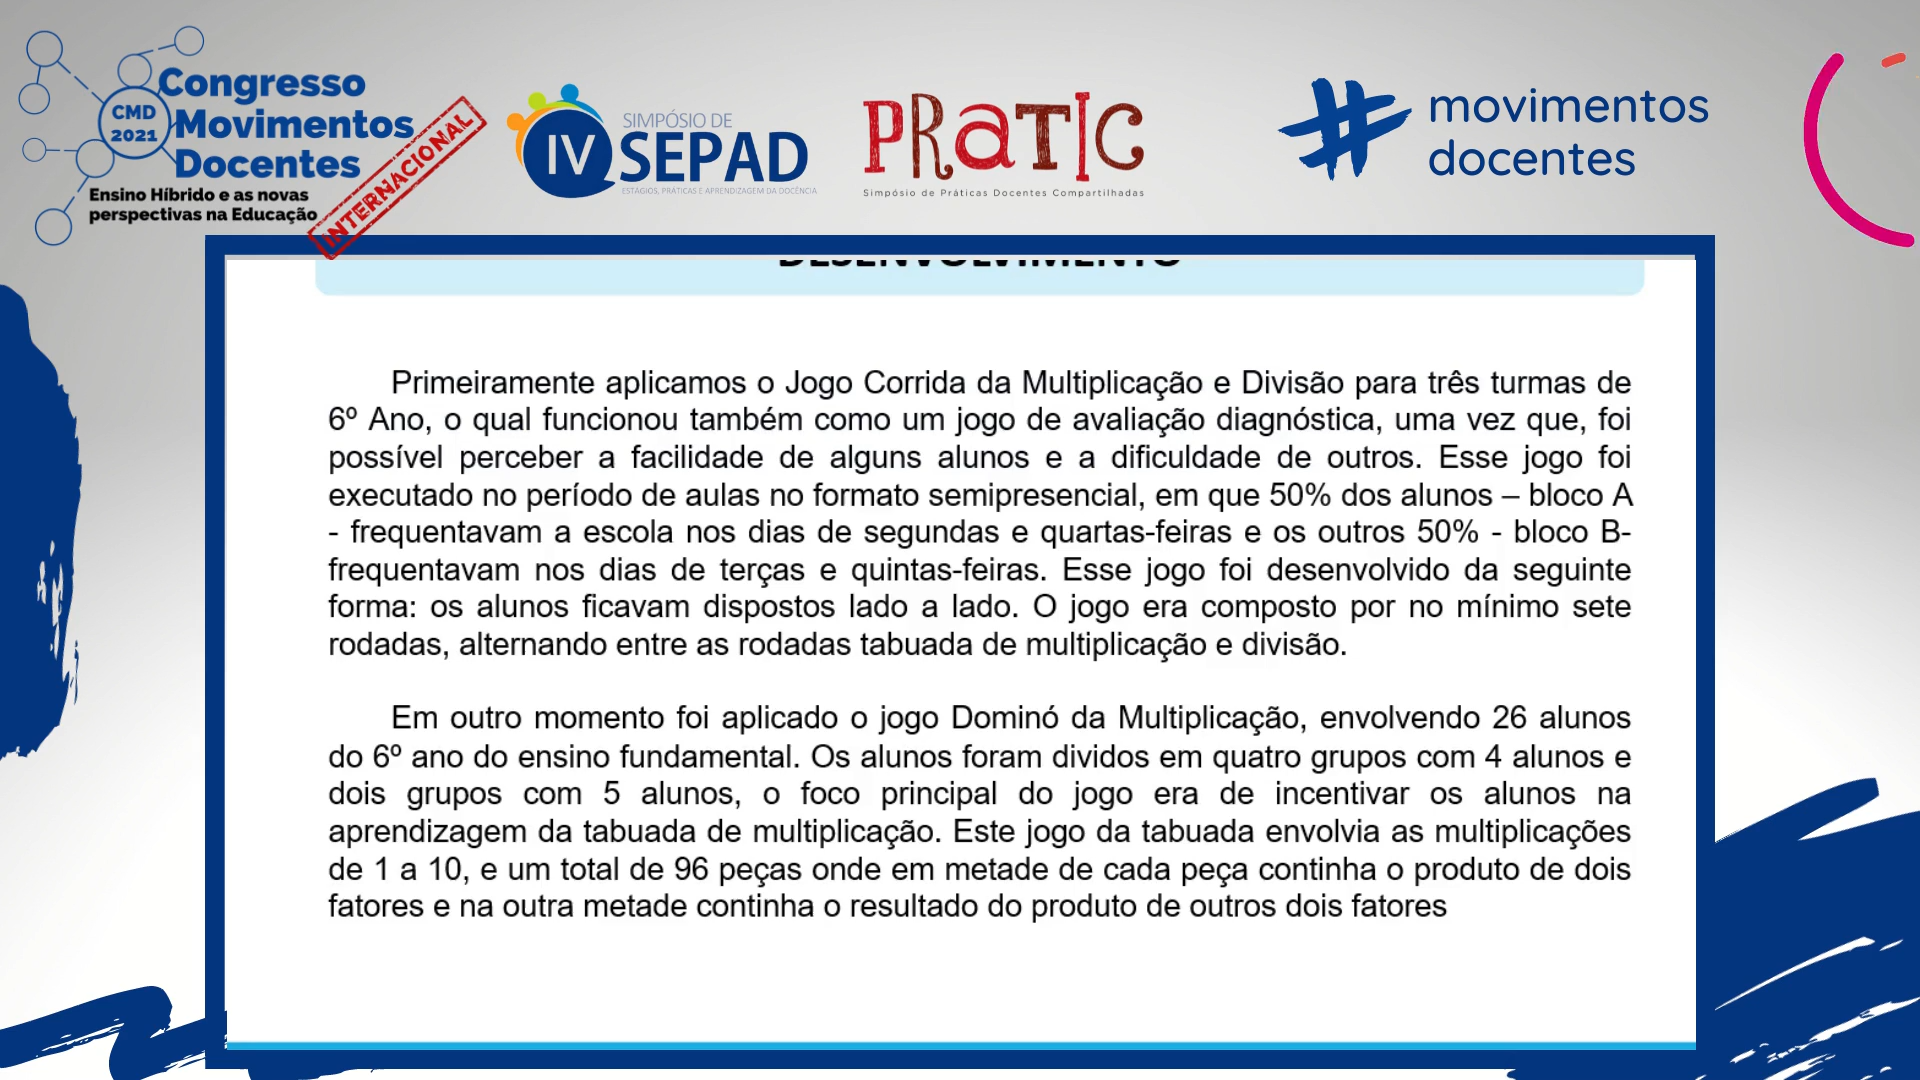 Congresso
CMD
2021
Movimentos
Docentes
Ensino Híbrido e as novas
perspectivas na Educação
INTERNACIONAL
SIMPÓSIO DE
IV SEPAD
ESTÁGIOS, PRÁTICAS E APRENDIZAGEM DA DOCÊNCIA
PRATIC
Simpósio de Práticas Docentes Compartilhadas
# movimentos
docentes
DESENVOLVIMENTO
Primeiramente aplicamos o Jogo Corrida da Multiplicação e Divisão para três turmas de
6º Ano, o qual funcionou também como um jogo de avaliação diagnóstica, uma vez que, foi
possível perceber a facilidade de alguns alunos e a dificuldade de outros. Esse jogo foi
executado no período de aulas no formato semipresencial, em que 50% dos alunos – bloco A
- frequentavam a escola nos dias de segundas e quartas-feiras e os outros 50% - bloco B-
frequentavam nos dias de terças e quintas-feiras. Esse jogo foi desenvolvido da seguinte
forma: os alunos ficavam dispostos lado a lado. O jogo era composto por no mínimo sete
rodadas, alternando entre as rodadas tabuada de multiplicação e divisão.
Em outro momento foi aplicado o jogo Dominó da Multiplicação, envolvendo 26 alunos
do 6º ano do ensino fundamental. Os alunos foram dividos em quatro grupos com 4 alunos e
dois grupos com 5 alunos, o foco principal do jogo era de incentivar os alunos na
aprendizagem da tabuada de multiplicação. Este jogo da tabuada envolvia as multiplicações
de 1 a 10, e um total de 96 peças onde em metade de cada peça continha o produto de dois
fatores e na outra metade continha o resultado do produto de outros dois fatores